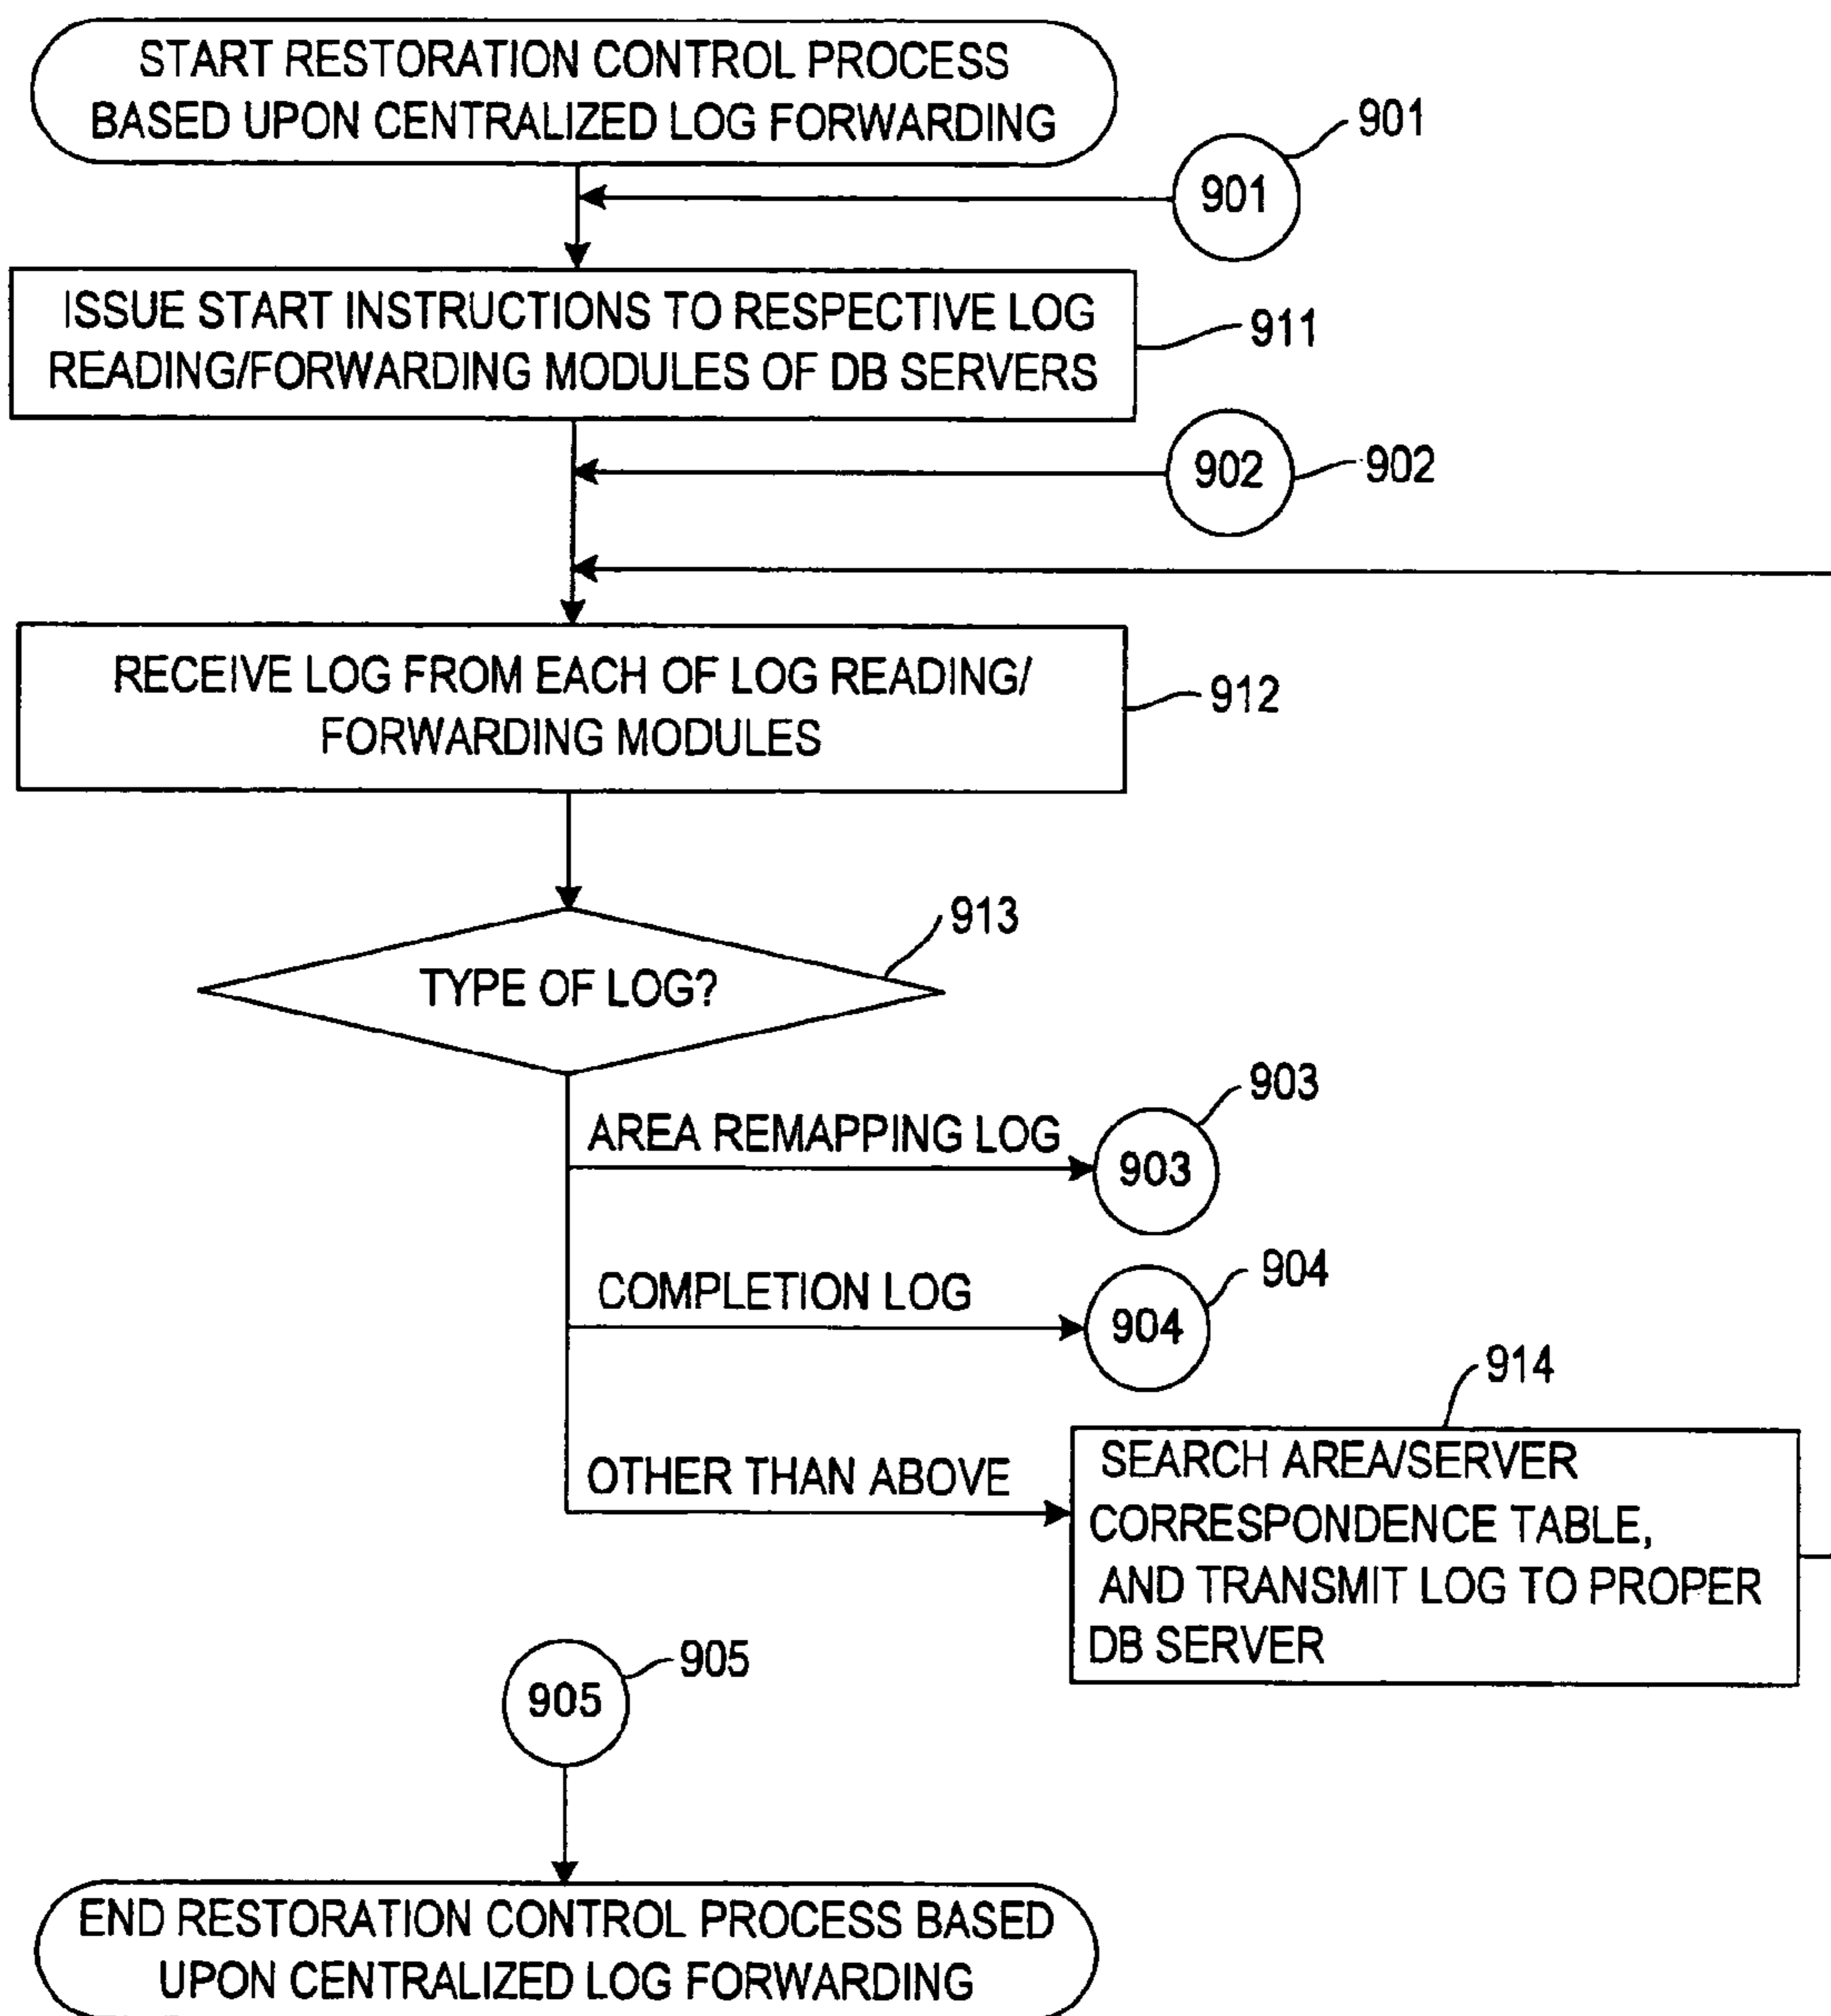 START RESTORATION CONTROL PROCESS
BASED UPON CENTRALIZED LOG FORWARDING
901
901
ISSUE START INSTRUCTIONS TO RESPECTIVE LOG
READING/FORWARDING MODULES OF DB SERVERS
911
902
902
RECEIVE LOG FROM EACH OF LOG READING/
FORWARDING MODULES
912
913
TYPE OF LOG?
903
AREA REMAPPING LOG
903
904
COMPLETION LOG
904
914
OTHER THAN ABOVE
SEARCH AREA/SERVER
CORRESPONDENCE TABLE,
AND TRANSMIT LOG TO PROPER
DB SERVER
905
905
END RESTORATION CONTROL PROCESS BASED
UPON CENTRALIZED LOG FORWARDING